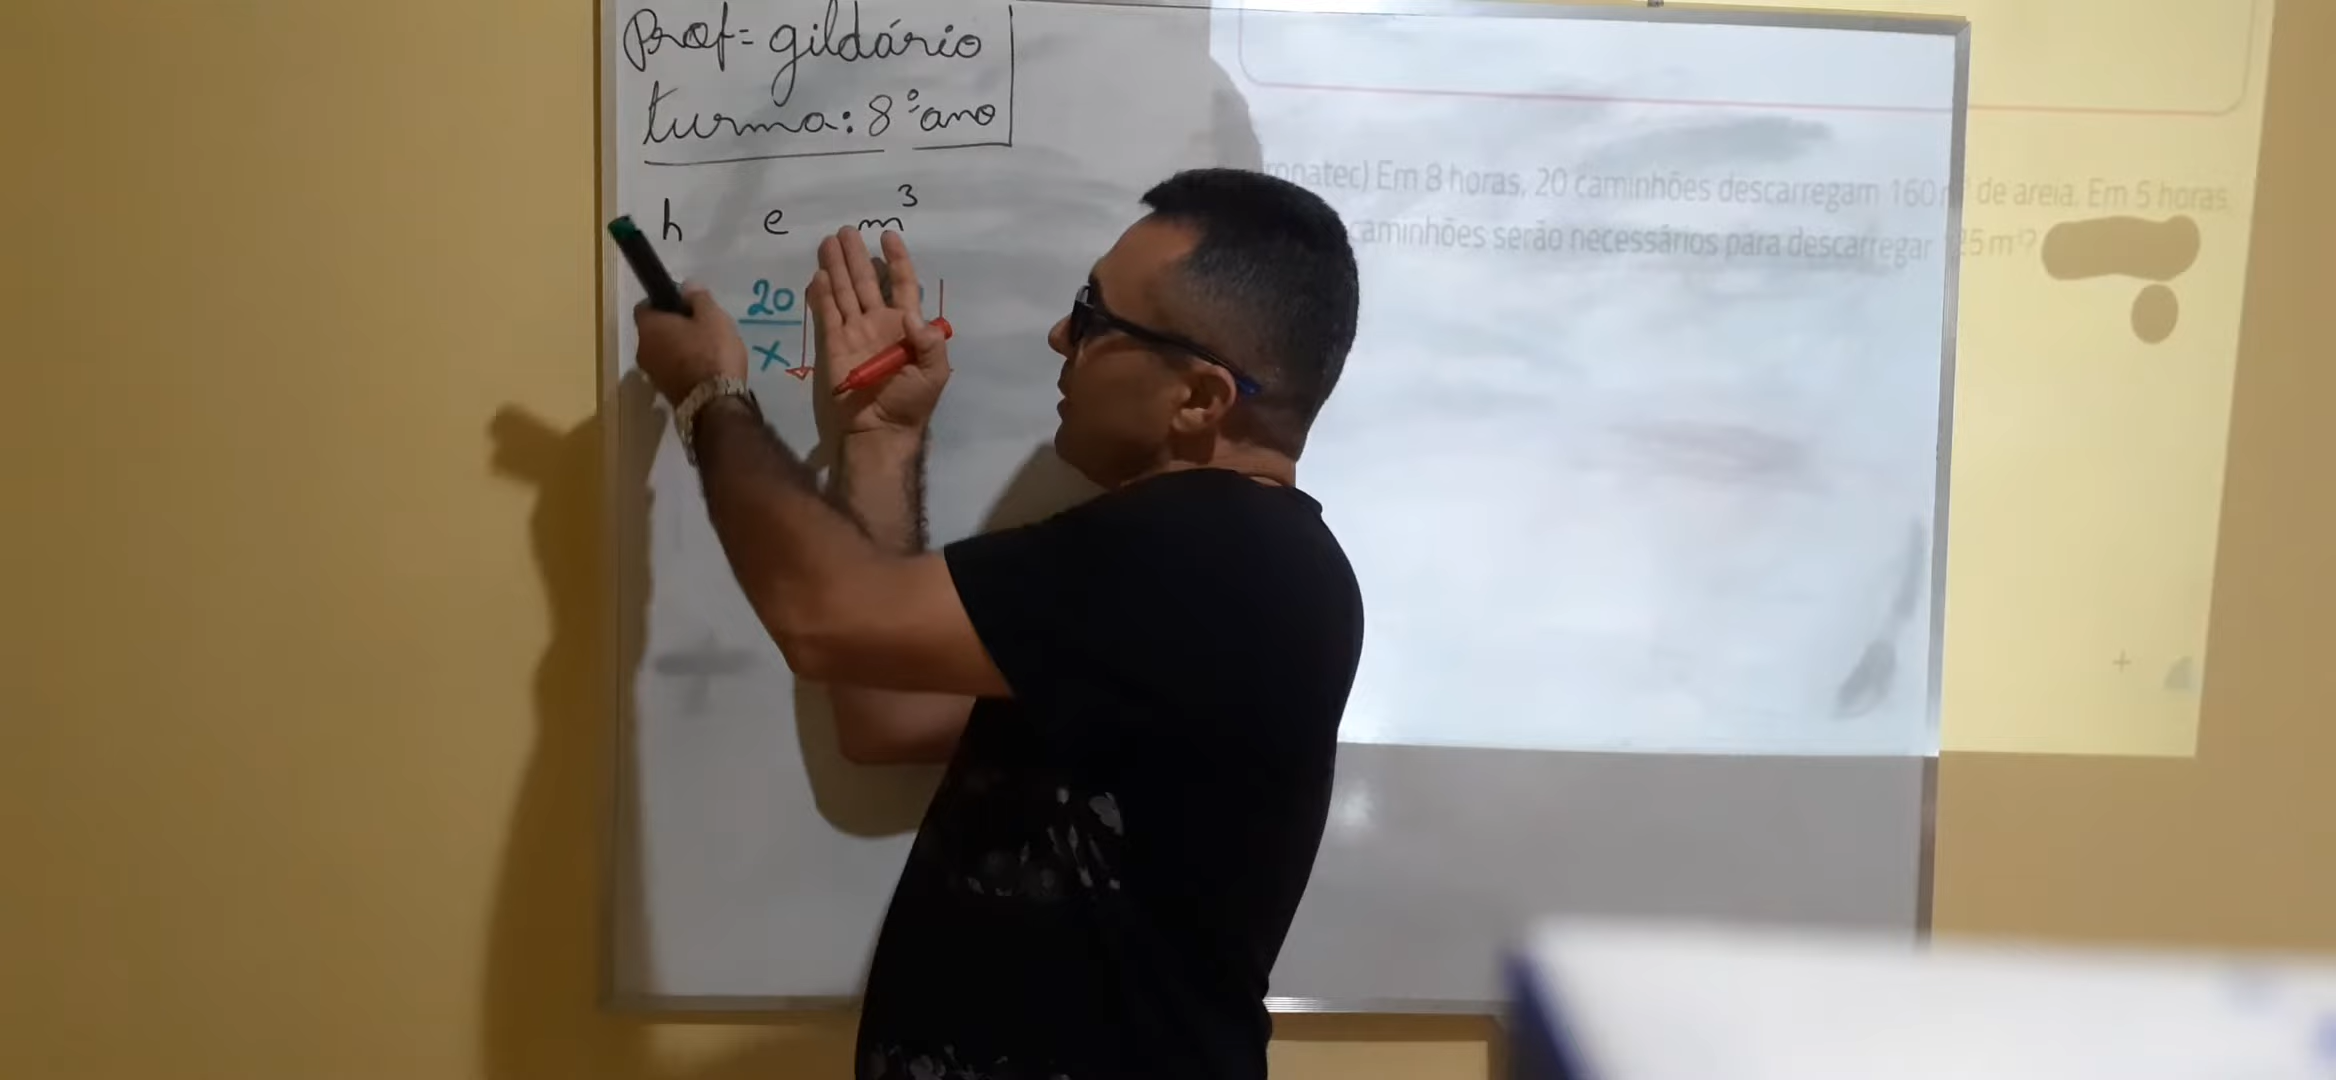 Prof= gildário
turma: 8º ano
h e m³
20
x
Em 8 horas, 20 caminhões descarregam 160 de areia. Em 5 horas,
caminhões serão necessários para descarregar